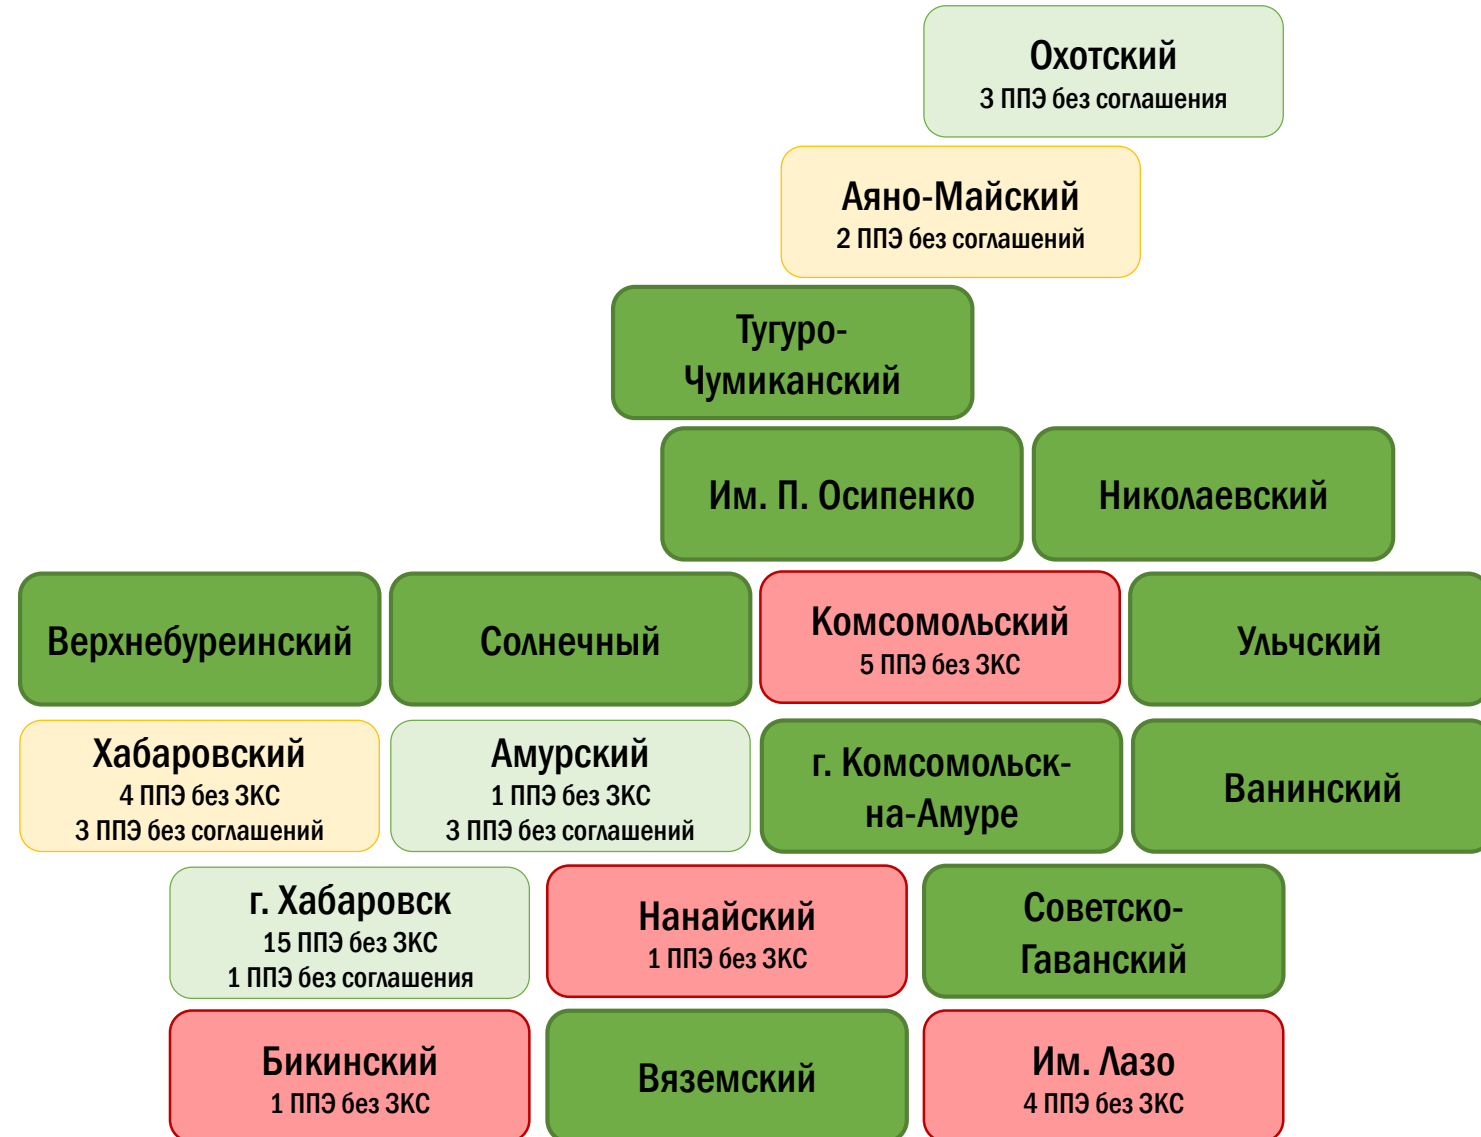 Охотский
3 ППЭ без соглашения
Аяно-Майский
2 ППЭ без соглашений
Тугуро-
Чумиканский
Им. П. Осипенко
Николаевский
Верхнебуреинский
Солнечный
Комсомольский
5 ППЭ без ЗКС
Ульчский
Хабаровский
4 ППЭ без ЗКС
3 ППЭ без соглашений
Амурский
1 ППЭ без ЗКС
3 ППЭ без соглашений
г. Комсомольск-
на-Амуре
Ванинский
г. Хабаровск
15 ППЭ без ЗКС
1 ППЭ без соглашения
Нанайский
1 ППЭ без ЗКС
Советско-
Гаванский
Бикинский
1 ППЭ без ЗКС
Вяземский
Им. Лазо
4 ППЭ без ЗКС